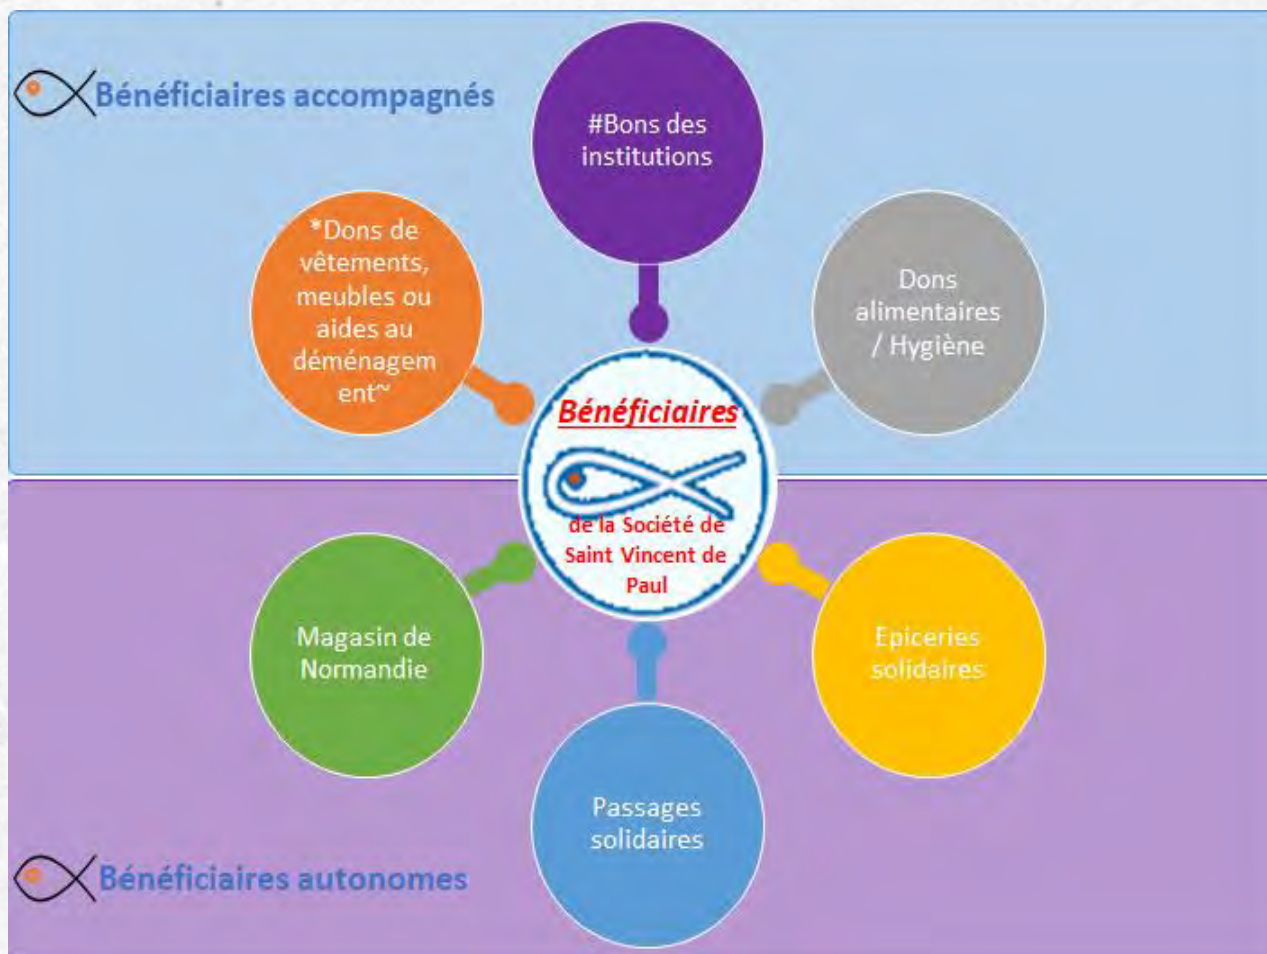 Bénéficiaires accompagnés
#Bons des
institutions
*Dons de
vêtements,
meubles ou
aides au
déménagem
ent~
Dons
alimentaires
/ Hygiène
Bénéficiaires
de la Société de
Saint Vincent de
Paul
Magasin de
Normandie
Epiceries
solidaires
Passages
solidaires
Bénéficiaires autonomes